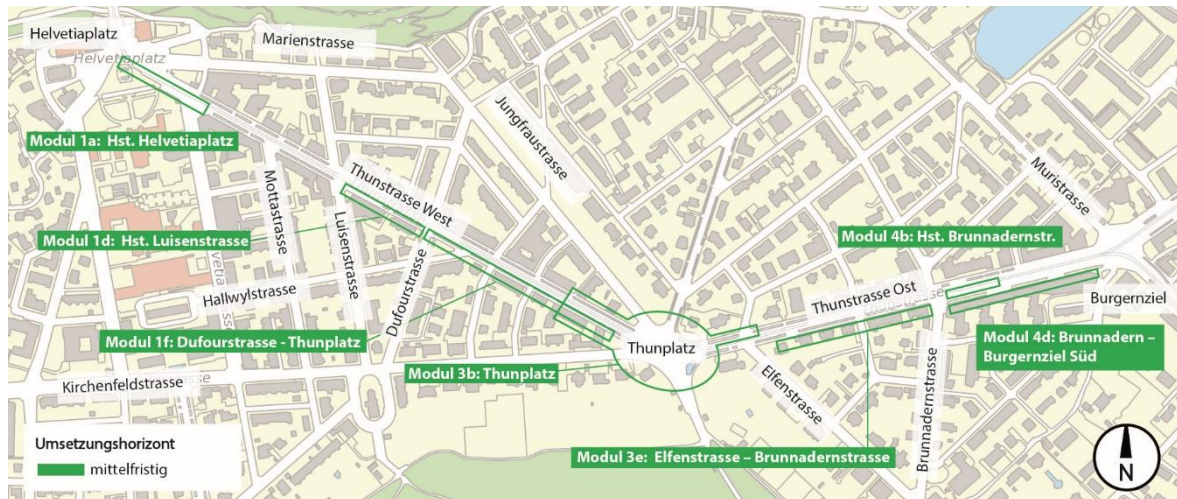 Helvetiaplatz
Helvetiaplatz
Marienstrasse
Modul 1a: Hst. Helvetiaplatz
Jungfraustrasse
Thunstrasse West
Mottastrasse
Luisenstrasse
Muristrasse
Modul 1d: Hst. Luisenstrasse
Modul 4b: Hst. Brunnadernstr.
Dufourstrasse
Hallwylstrasse
Thunstrasse Ost
Burgernziel
Modul 1f: Dufourstrasse - Thunplatz
Thunplatz
Modul 4d: Brunnadern –
Burgernziel Süd
Modul 3b: Thunplatz
Kirchenfeldstrasse
Elfenstrasse
Brunnadernstrasse
Umsetzungshorizont
mittelfristig
Modul 3e: Elfenstrasse – Brunnadernstrasse
N